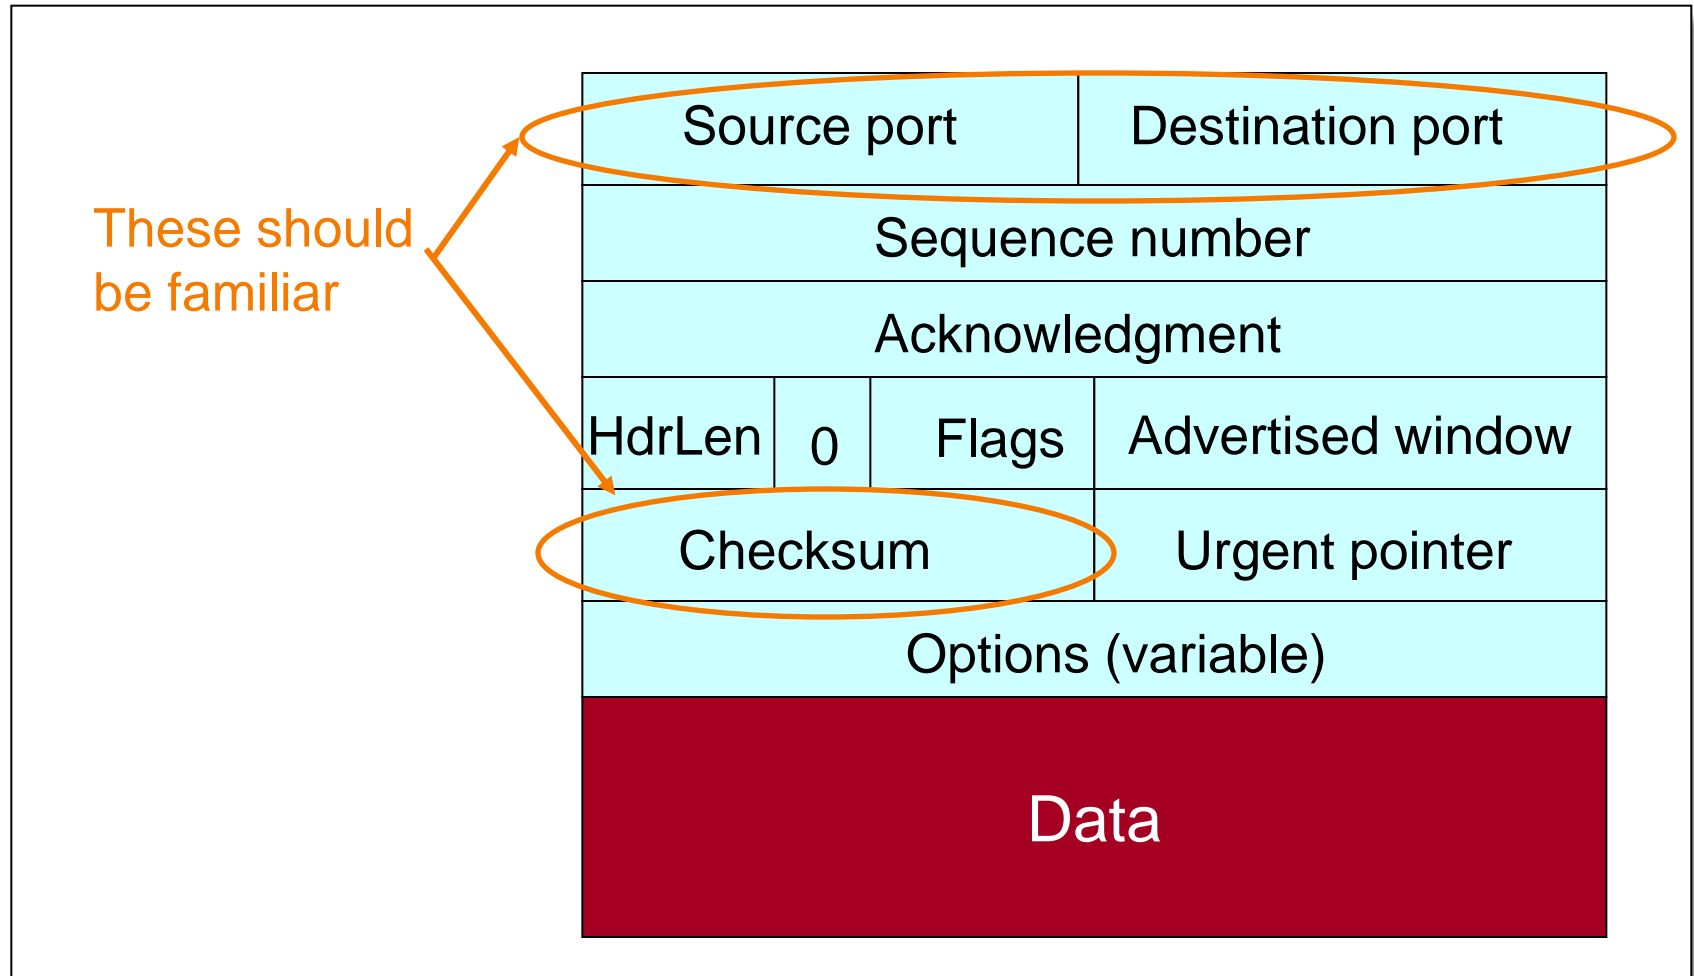 Source port
Destination port
These should
be familiar
Sequence number
Acknowledgment
HdrLen
0
Flags
Advertised window
Checksum
Urgent pointer
Options (variable)
Data